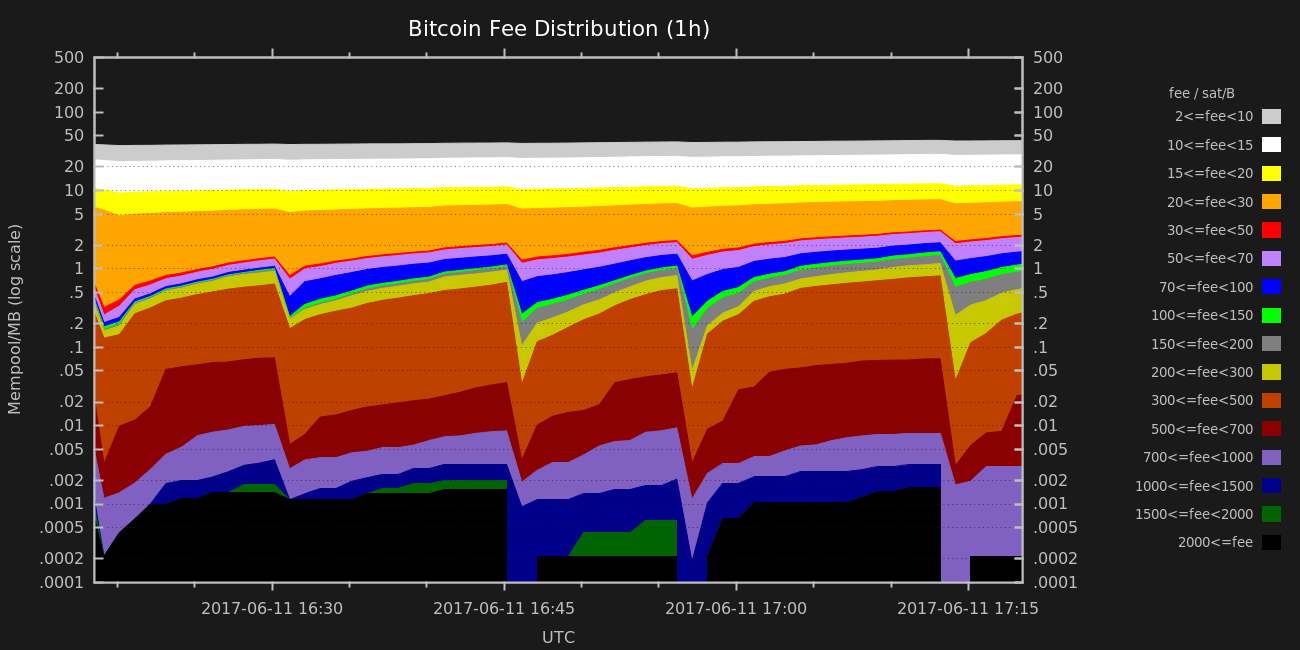 Bitcoin Fee Distribution (1h)
500 500
200 200
100 100
50 50
20 20
10 10
5 5
2 2
1 1
.5 .5
.2 .2
.1 .1
.05 .05
.02 .02
.01 .01
.005 .005
.002 .002
.001 .001
.0005 .0005
.0002 .0002
.0001 .0001
Mempool/MB (log scale)
2017-06-11 16:30 2017-06-11 16:45 2017-06-11 17:00 2017-06-11 17:15
UTC
fee / sat/B
2<=fee<10
10<=fee<15
15<=fee<20
20<=fee<30
30<=fee<50
50<=fee<70
70<=fee<100
100<=fee<150
150<=fee<200
200<=fee<300
300<=fee<500
500<=fee<700
700<=fee<1000
1000<=fee<1500
1500<=fee<2000
2000<=fee